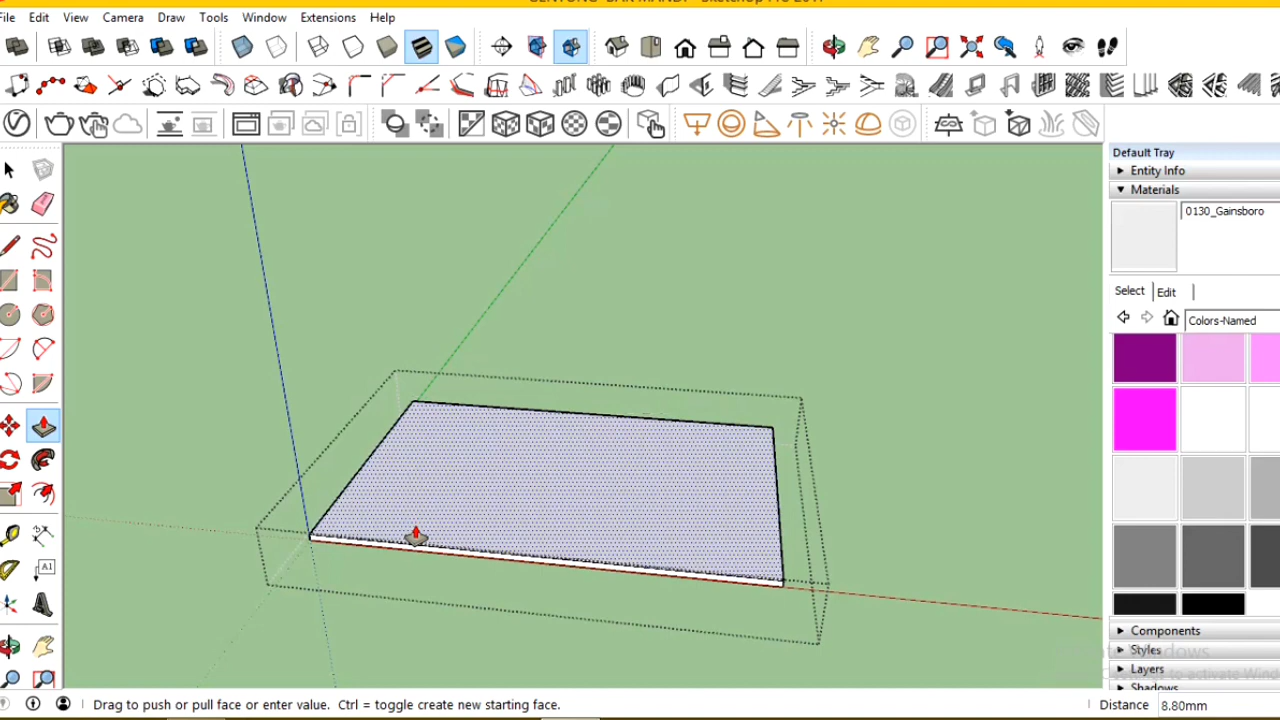 File Edit View Camera Draw Tools Window Extensions Help
Default Tray
Entity Info
Materials
0130_Gainsboro
Select Edit
Colors-Named
A1
Components
Styles
Layers
Shadows
Drag to push or pull face or enter value. Ctrl = toggle create new starting face.
Distance 8.80mm